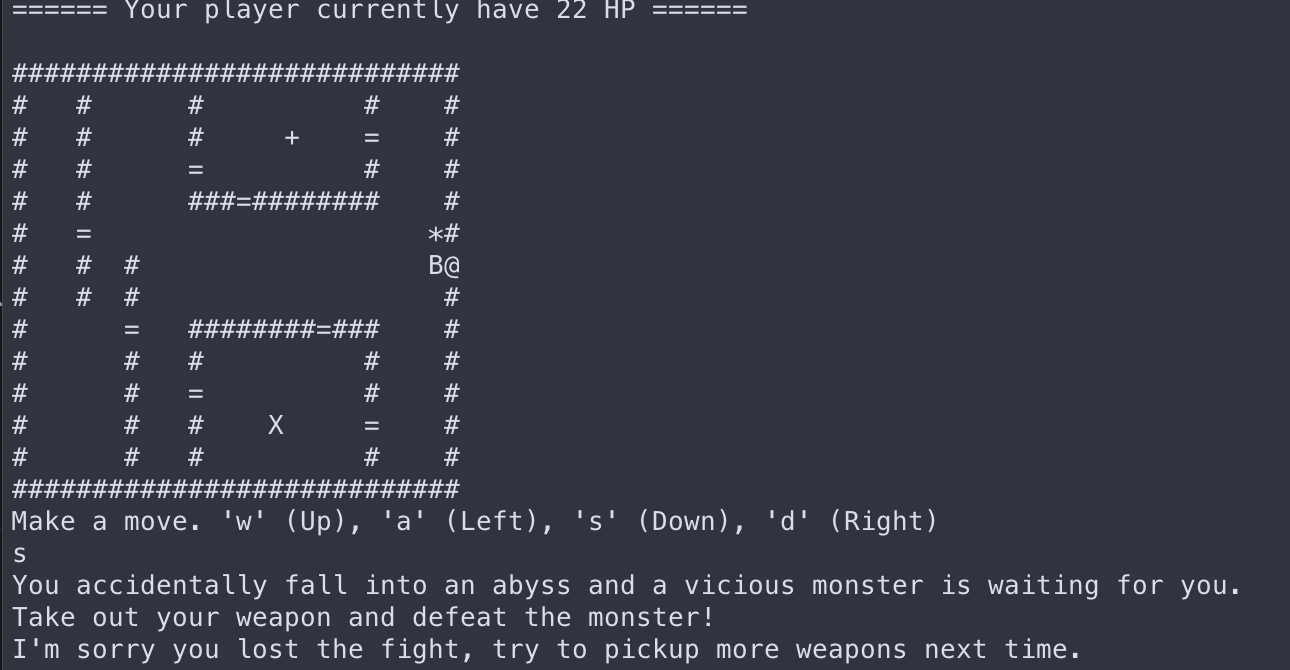 ====== Your player currently have 22 HP ======
############################
#   #      #          #    #
#   #      #     +    =    #
#   #      =          #    #
#   #      ###=########    #
#   =                     *#
#   #  #                  B@
#   #  #                   #
#      =   ########=###    #
#      #   #          #    #
#      #   =          #    #
#      #   #    X     =    #
#      #   #          #    #
############################
Make a move. 'w' (Up), 'a' (Left), 's' (Down), 'd' (Right)
s
You accidentally fall into an abyss and a vicious monster is waiting for you.
Take out your weapon and defeat the monster!
I'm sorry you lost the fight, try to pickup more weapons next time.